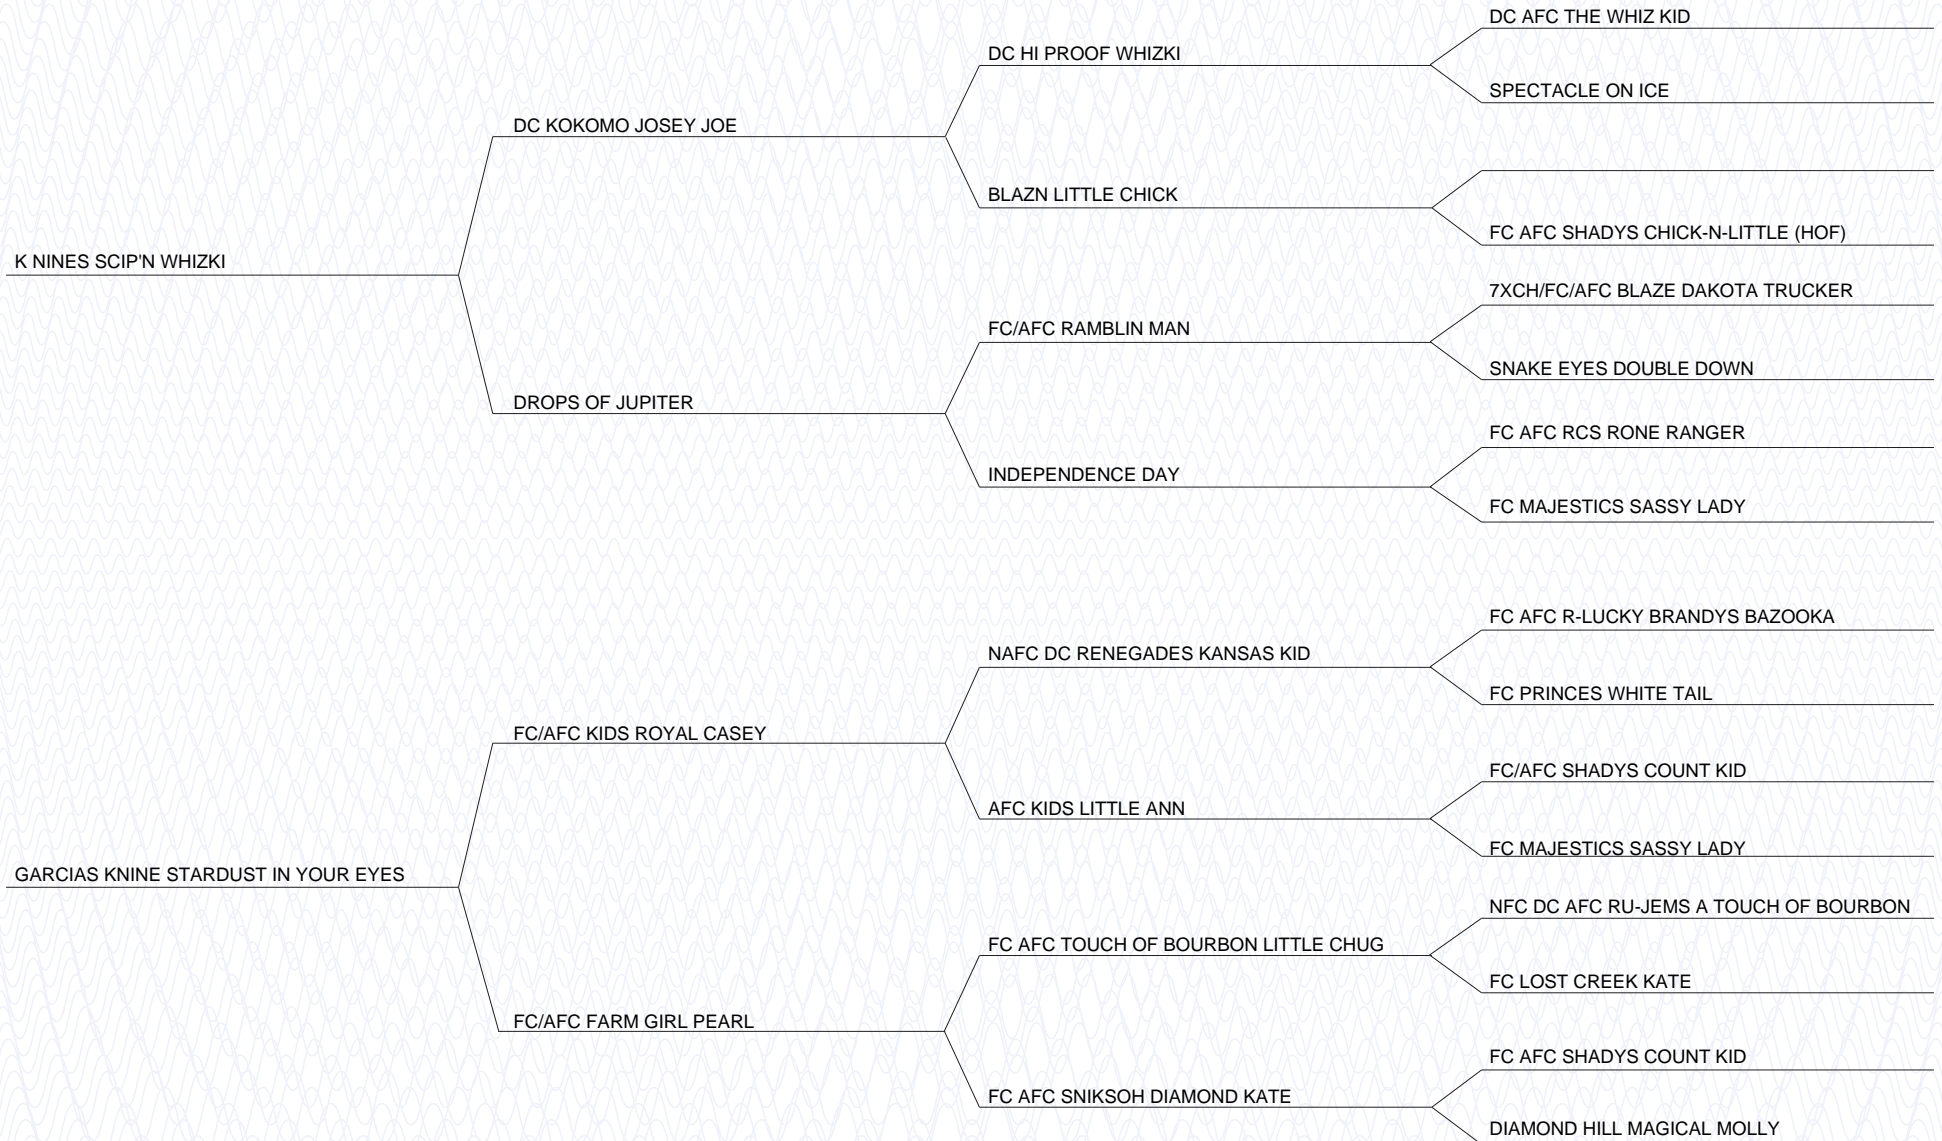 DC AFC THE WHIZ KID
DC HI PROOF WHIZKI
SPECTACLE ON ICE
DC KOKOMO JOSEY JOE
BLAZN LITTLE CHICK
FC AFC SHADYS CHICK-N-LITTLE (HOF)
K NINES SCIP'N WHIZKI
7XCH/FC/AFC BLAZE DAKOTA TRUCKER
FC/AFC RAMBLIN MAN
SNAKE EYES DOUBLE DOWN
DROPS OF JUPITER
FC AFC RCS RONE RANGER
INDEPENDENCE DAY
FC MAJESTICS SASSY LADY
FC AFC R-LUCKY BRANDYS BAZOOKA
NAFC DC RENEGADES KANSAS KID
FC PRINCES WHITE TAIL
FC/AFC KIDS ROYAL CASEY
FC/AFC SHADYS COUNT KID
AFC KIDS LITTLE ANN
FC MAJESTICS SASSY LADY
GARCIAS KNINE STARDUST IN YOUR EYES
NFC DC AFC RU-JEMS A TOUCH OF BOURBON
FC AFC TOUCH OF BOURBON LITTLE CHUG
FC LOST CREEK KATE
FC/AFC FARM GIRL PEARL
FC AFC SHADYS COUNT KID
FC AFC SNIKSOH DIAMOND KATE
DIAMOND HILL MAGICAL MOLLY